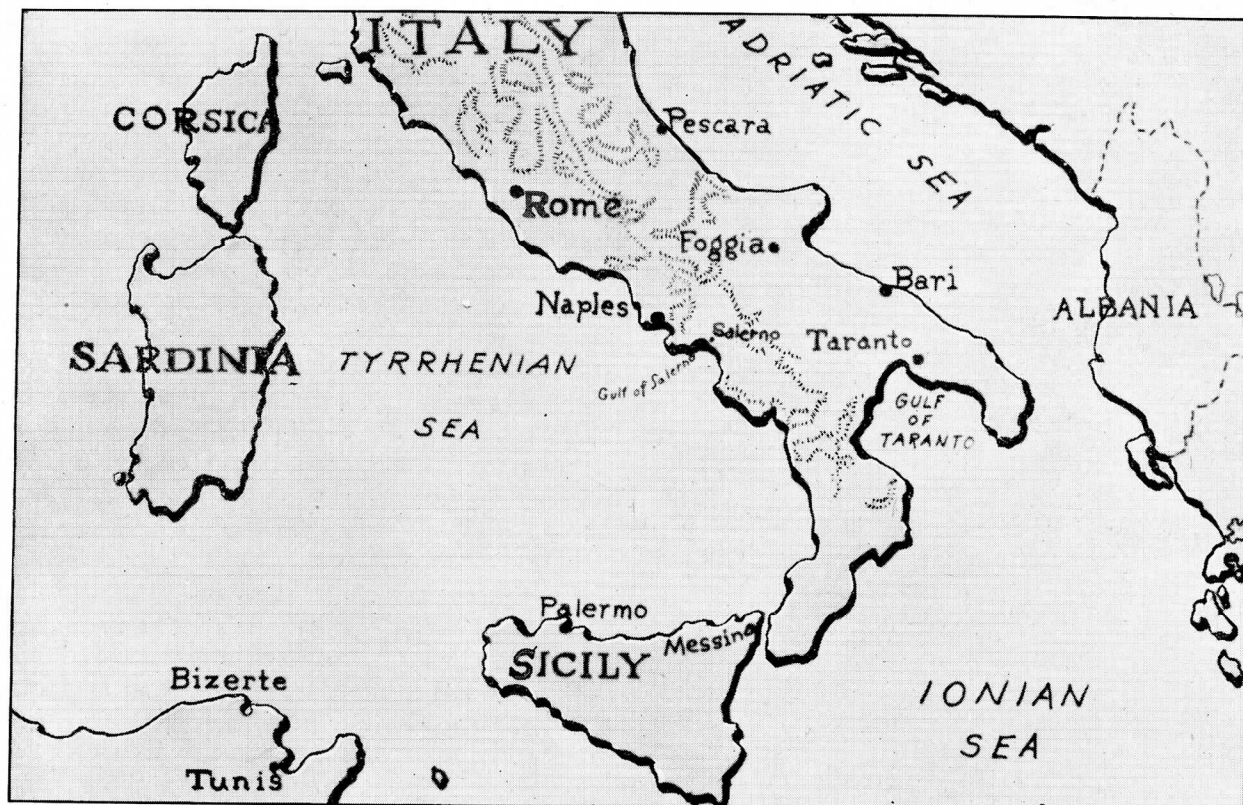 ITALY
ADRIATIC
SEA
CORSICA
Pescara
Rome
Foggia
Bari
Naples
ALBANIA
Salerno
Taranto
SARDINIA
TYRRHENIAN
SEA
Gulf of Salerno
GULF
OF
TARANTO
Palermo
Messina
SICILY
Bizerte
Tunis
IONIAN
SEA